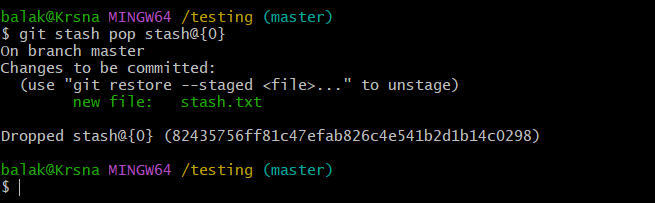 balak@Krsna MINGW64 /testing (master)
$ git stash pop stash@{0}
On branch master
Changes to be committed:
  (use "git restore --staged <file>..." to unstage)
        new file:   stash.txt

Dropped stash@{0} (82435756ff81c47efab826c4e541b2d1b14c0298)

balak@Krsna MINGW64 /testing (master)
$